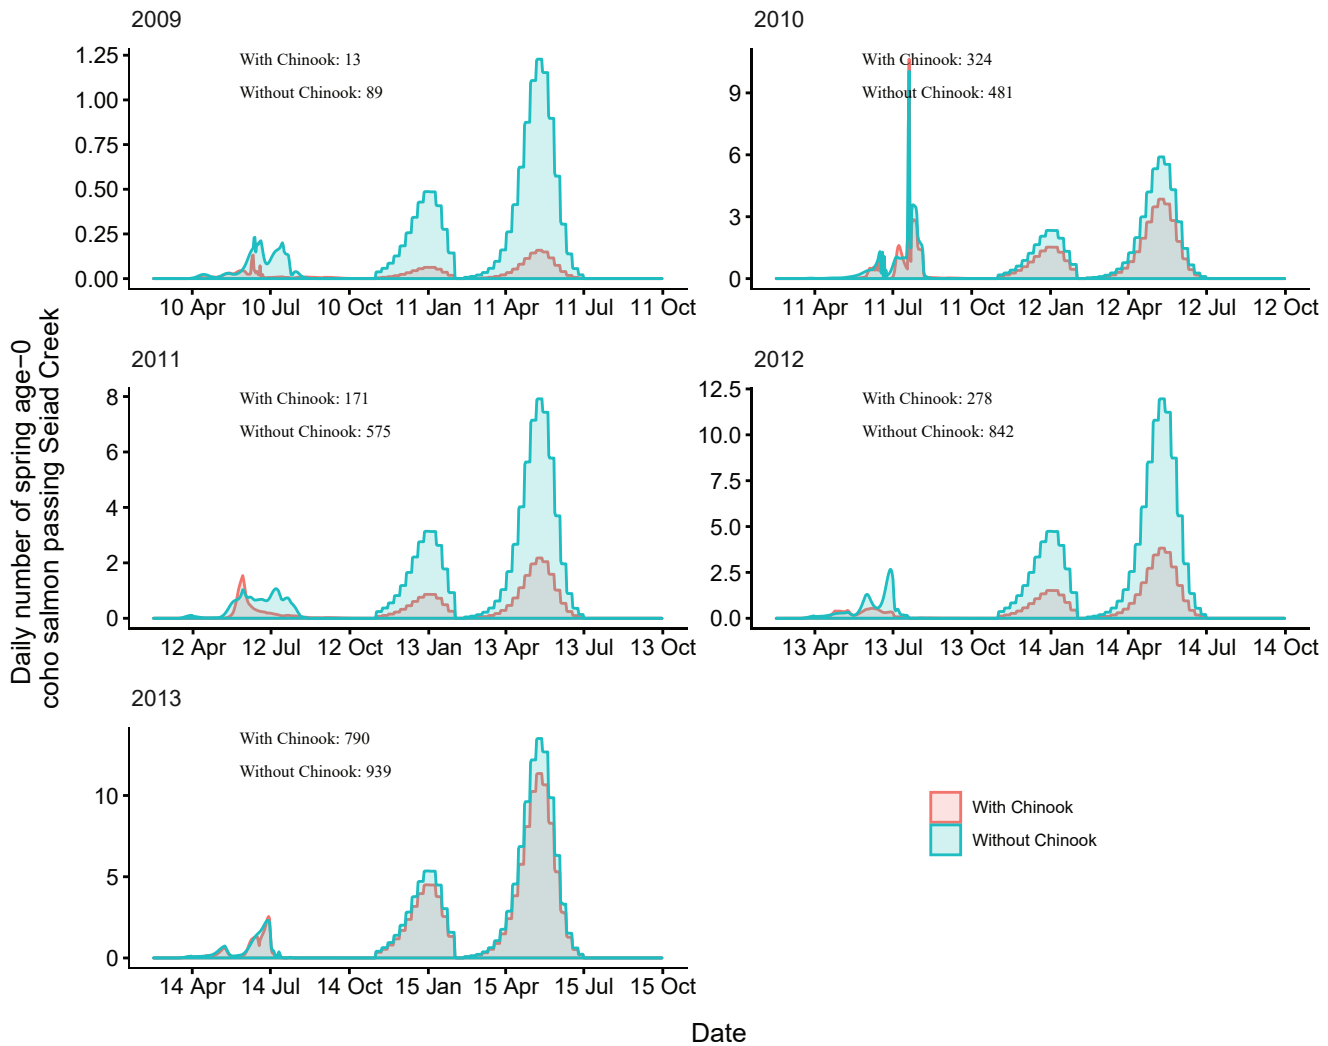 2009
With Chinook: 13
Without Chinook: 89
1.25
1.00
0.75
0.50
0.25
0.00
10 Apr 10 Jul 10 Oct 11 Jan 11 Apr 11 Jul 11 Oct
2010
With Chinook: 324
Without Chinook: 481
9
6
3
0
11 Apr 11 Jul 11 Oct 12 Jan 12 Apr 12 Jul 12 Oct
Daily number of spring age−0
coho salmon passing Seiad Creek
2011
With Chinook: 171
Without Chinook: 575
8
6
4
2
0
12 Apr 12 Jul 12 Oct 13 Jan 13 Apr 13 Jul 13 Oct
2012
With Chinook: 278
Without Chinook: 842
12.5
10.0
7.5
5.0
2.5
0.0
13 Apr 13 Jul 13 Oct 14 Jan 14 Apr 14 Jul 14 Oct
2013
With Chinook: 790
Without Chinook: 939
10
5
0
14 Apr 14 Jul 14 Oct 15 Jan 15 Apr 15 Jul 15 Oct
With Chinook
Without Chinook
Date